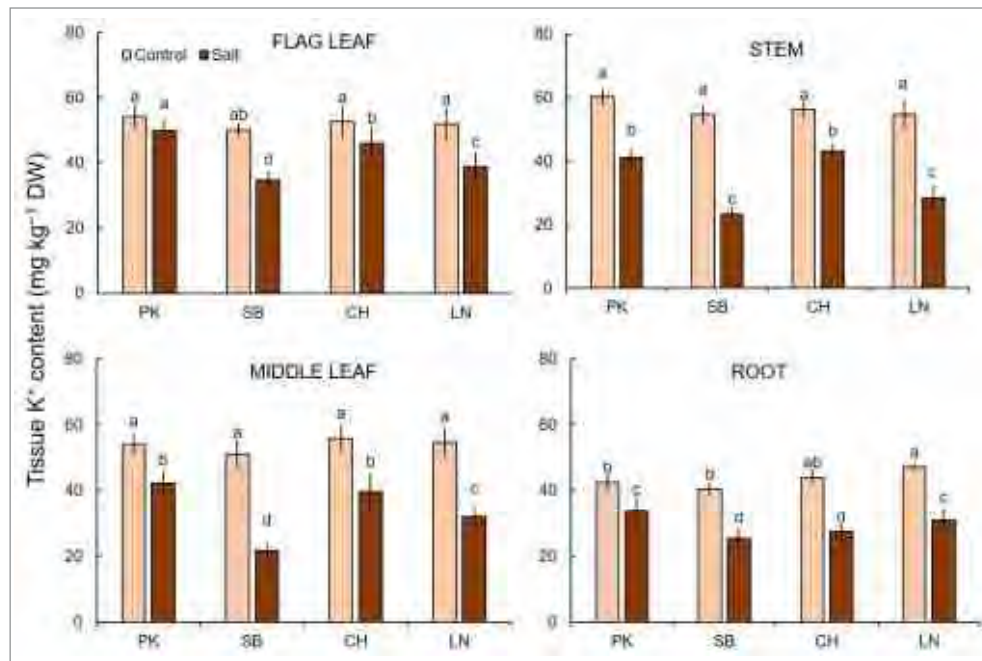 Tissue K⁺ content (mg kg⁻¹ DW)
FLAG LEAF
Control Salt
80
60
40
20
0
a a ab d a b a c
PK SB CH LN
STEM
80
60
40
20
0
a b a c a b a c
PK SB CH LN
MIDDLE LEAF
80
60
40
20
0
a b a d a b a c
PK SB CH LN
ROOT
80
60
40
20
0
b c b d ab d a c
PK SB CH LN